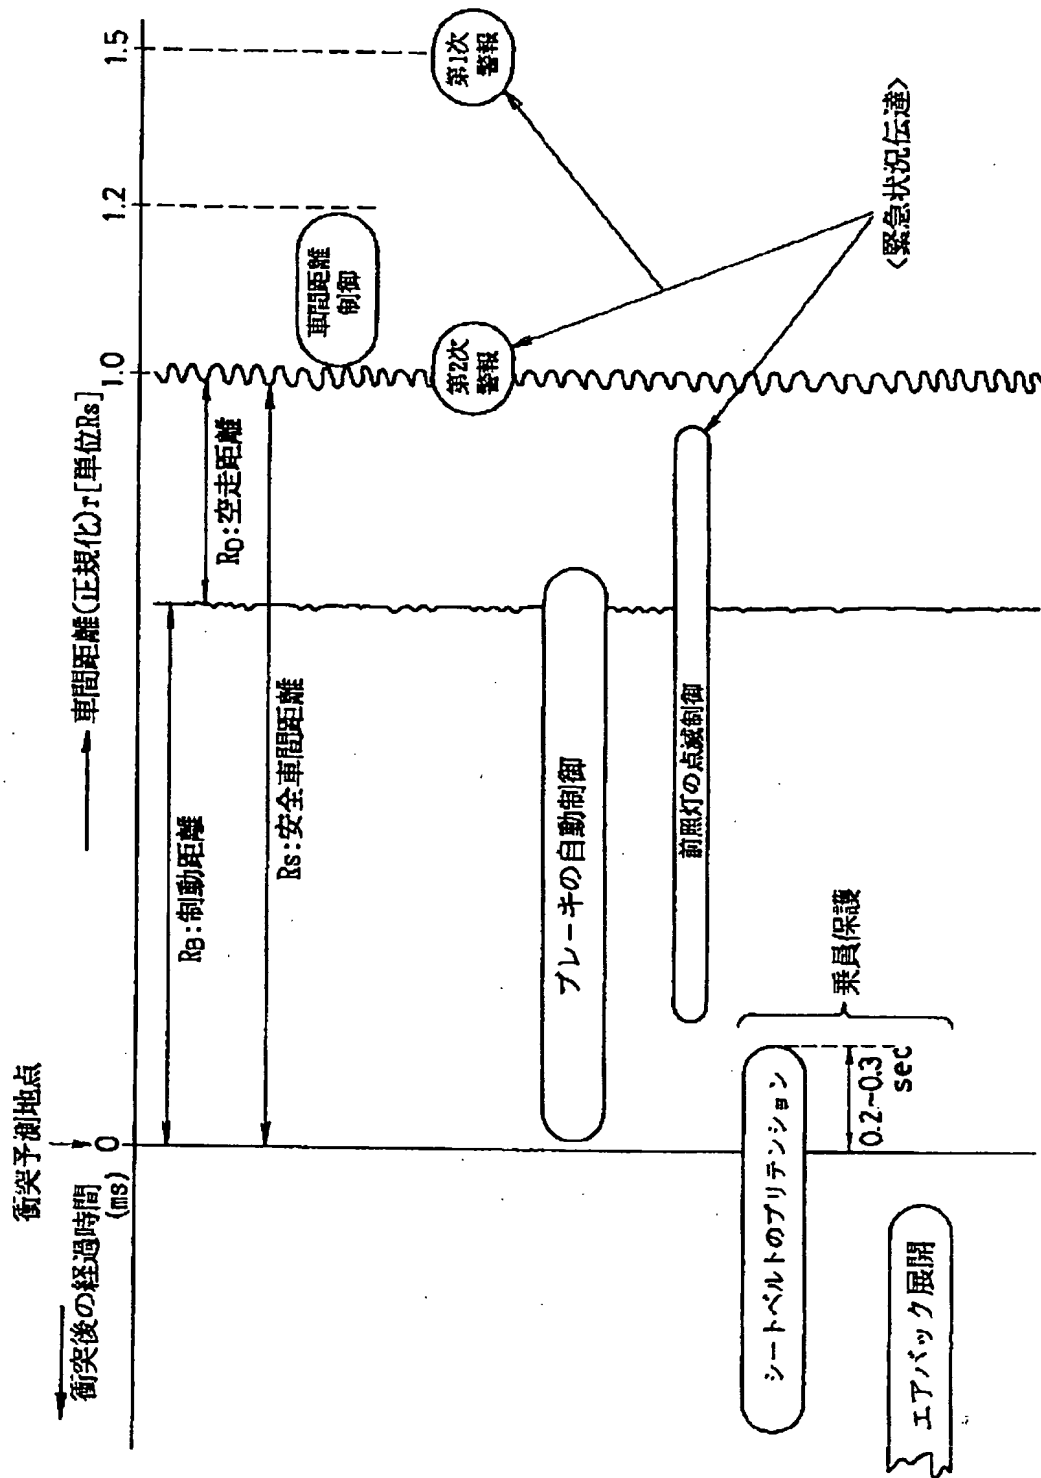 衝突予測地点
衝突後の経過時間
(ms)
車間距離(正規化)r[単位Rs]
0
1.0
1.2
1.5
RB:制動距離
RO:空走距離
Rs:安全車間距離
車間距離
制御
第1次
警報
第2次
警報
ブレーキの自動制御
前照灯の点滅制御
<緊急状況伝達>
シートベルトのプリテンション
乗員保護
0.2~0.3
sec
エアバック展開